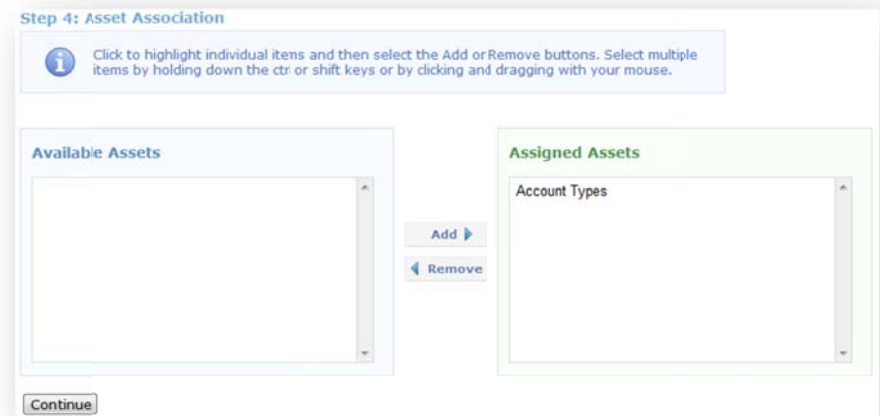 Step 4: Asset Association
Click to highlight individual items and then select the Add or Remove buttons. Select multiple
items by holding down the ctrl or shift keys or by clicking and dragging with your mouse.
Available Assets
Assigned Assets
Account Types
Add
Remove
Continue